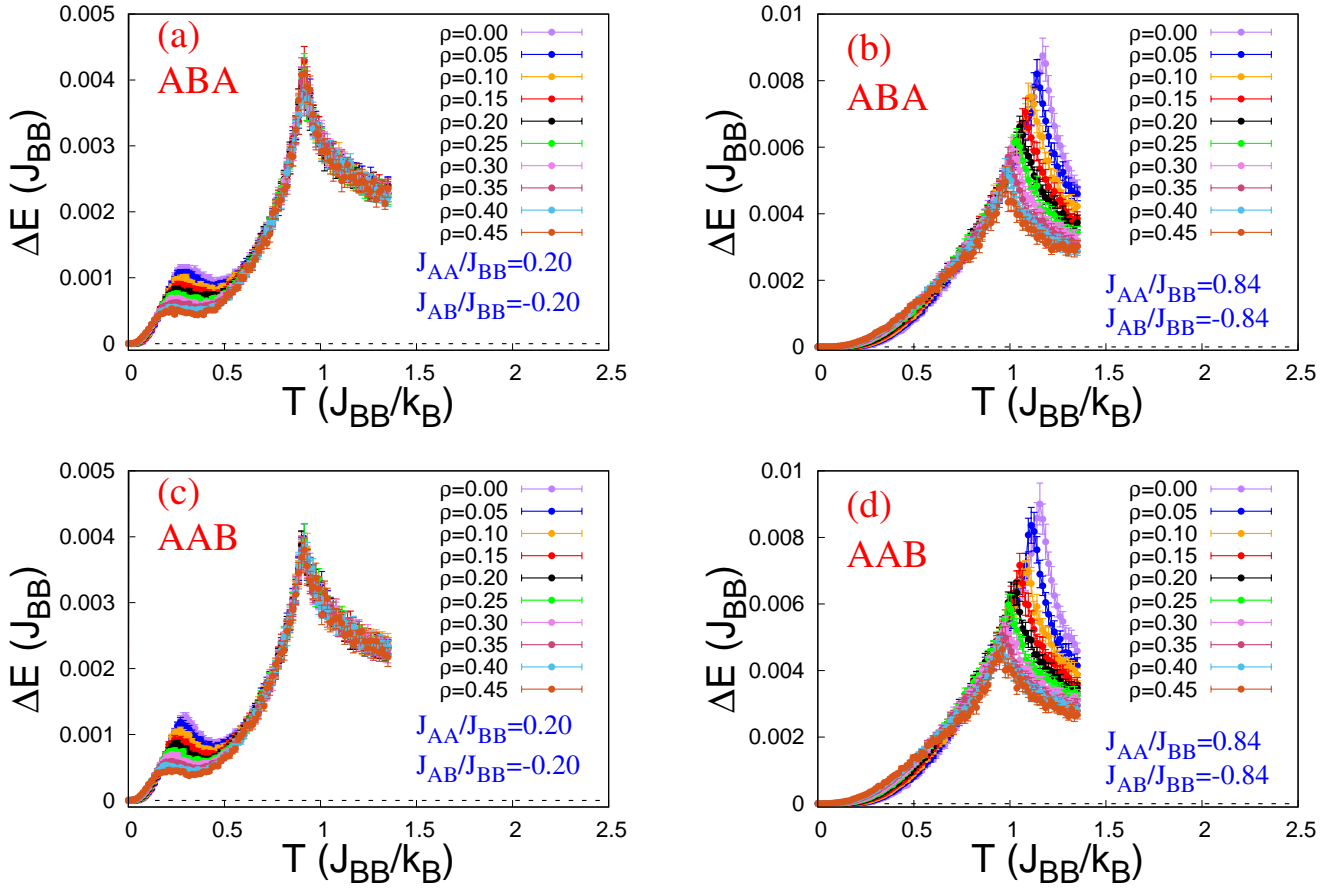 (a)
ABA
ΔE (J_BB)
0.005
0.004
0.003
0.002
0.001
0
ρ=0.00
ρ=0.05
ρ=0.10
ρ=0.15
ρ=0.20
ρ=0.25
ρ=0.30
ρ=0.35
ρ=0.40
ρ=0.45
J_AA/J_BB=0.20
J_AB/J_BB=-0.20
0 0.5 1 1.5 2 2.5
T (J_BB/k_B)
(b)
ABA
ΔE (J_BB)
0.01
0.008
0.006
0.004
0.002
0
ρ=0.00
ρ=0.05
ρ=0.10
ρ=0.15
ρ=0.20
ρ=0.25
ρ=0.30
ρ=0.35
ρ=0.40
ρ=0.45
J_AA/J_BB=0.84
J_AB/J_BB=-0.84
0 0.5 1 1.5 2 2.5
T (J_BB/k_B)
(c)
AAB
ΔE (J_BB)
0.005
0.004
0.003
0.002
0.001
0
ρ=0.00
ρ=0.05
ρ=0.10
ρ=0.15
ρ=0.20
ρ=0.25
ρ=0.30
ρ=0.35
ρ=0.40
ρ=0.45
J_AA/J_BB=0.20
J_AB/J_BB=-0.20
0 0.5 1 1.5 2 2.5
T (J_BB/k_B)
(d)
AAB
ΔE (J_BB)
0.01
0.008
0.006
0.004
0.002
0
ρ=0.00
ρ=0.05
ρ=0.10
ρ=0.15
ρ=0.20
ρ=0.25
ρ=0.30
ρ=0.35
ρ=0.40
ρ=0.45
J_AA/J_BB=0.84
J_AB/J_BB=-0.84
0 0.5 1 1.5 2 2.5
T (J_BB/k_B)